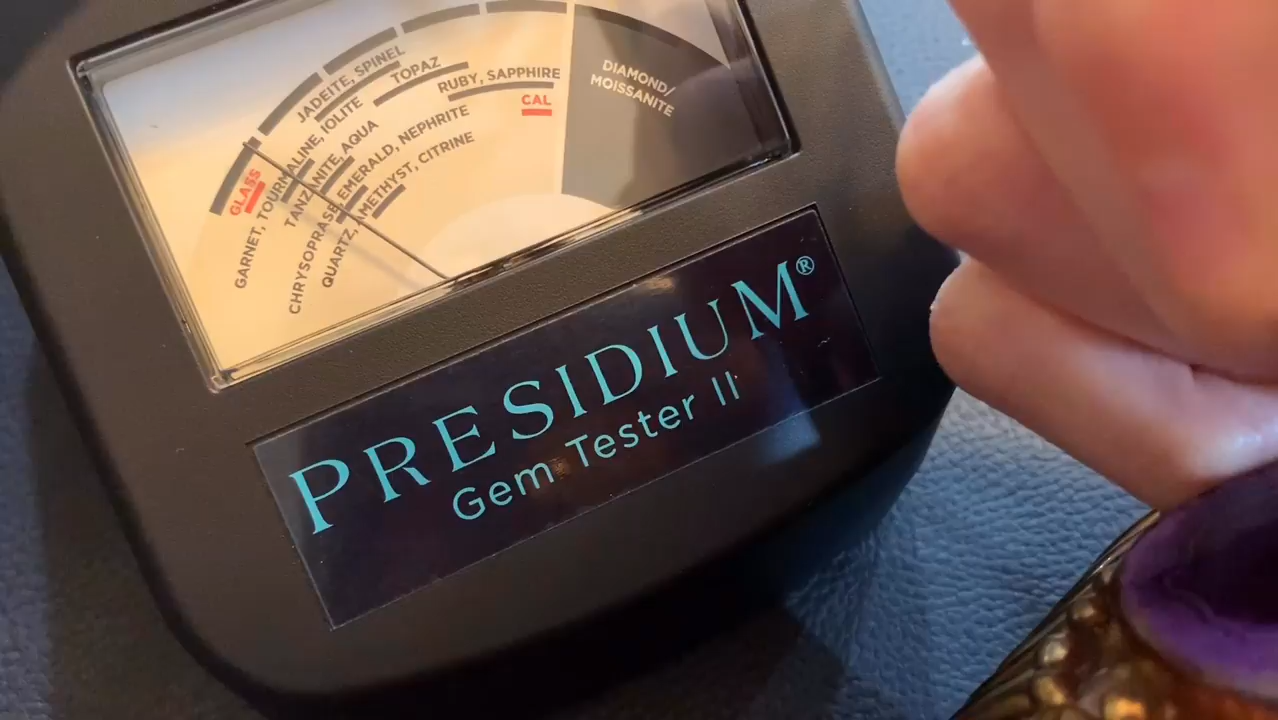 JADEITE, SPINEL
TOPAZ
RUBY, SAPPHIRE
CAL
DIAMOND/
MOISSANITE
GLASS
GARNET, TOURMALINE, IOLITE
TANZANITE, AQUA
CHRYSOPRASE, EMERALD, NEPHRITE
QUARTZ, AMETHYST, CITRINE
PRESIDIUM®
Gem Tester II